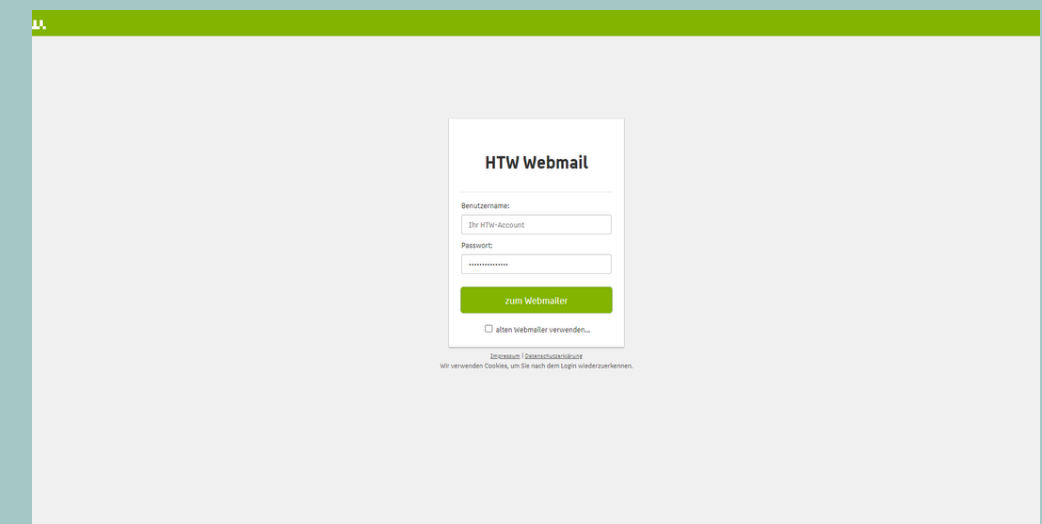 HTW Webmail
Benutzername:
Ihr HTW-Account
Passwort:
zum Webmailer
alten Webmailer verwenden...
Impressum | Datenschutzerklärung
Wir verwenden Cookies, um Sie nach dem Login wiederzuerkennen.